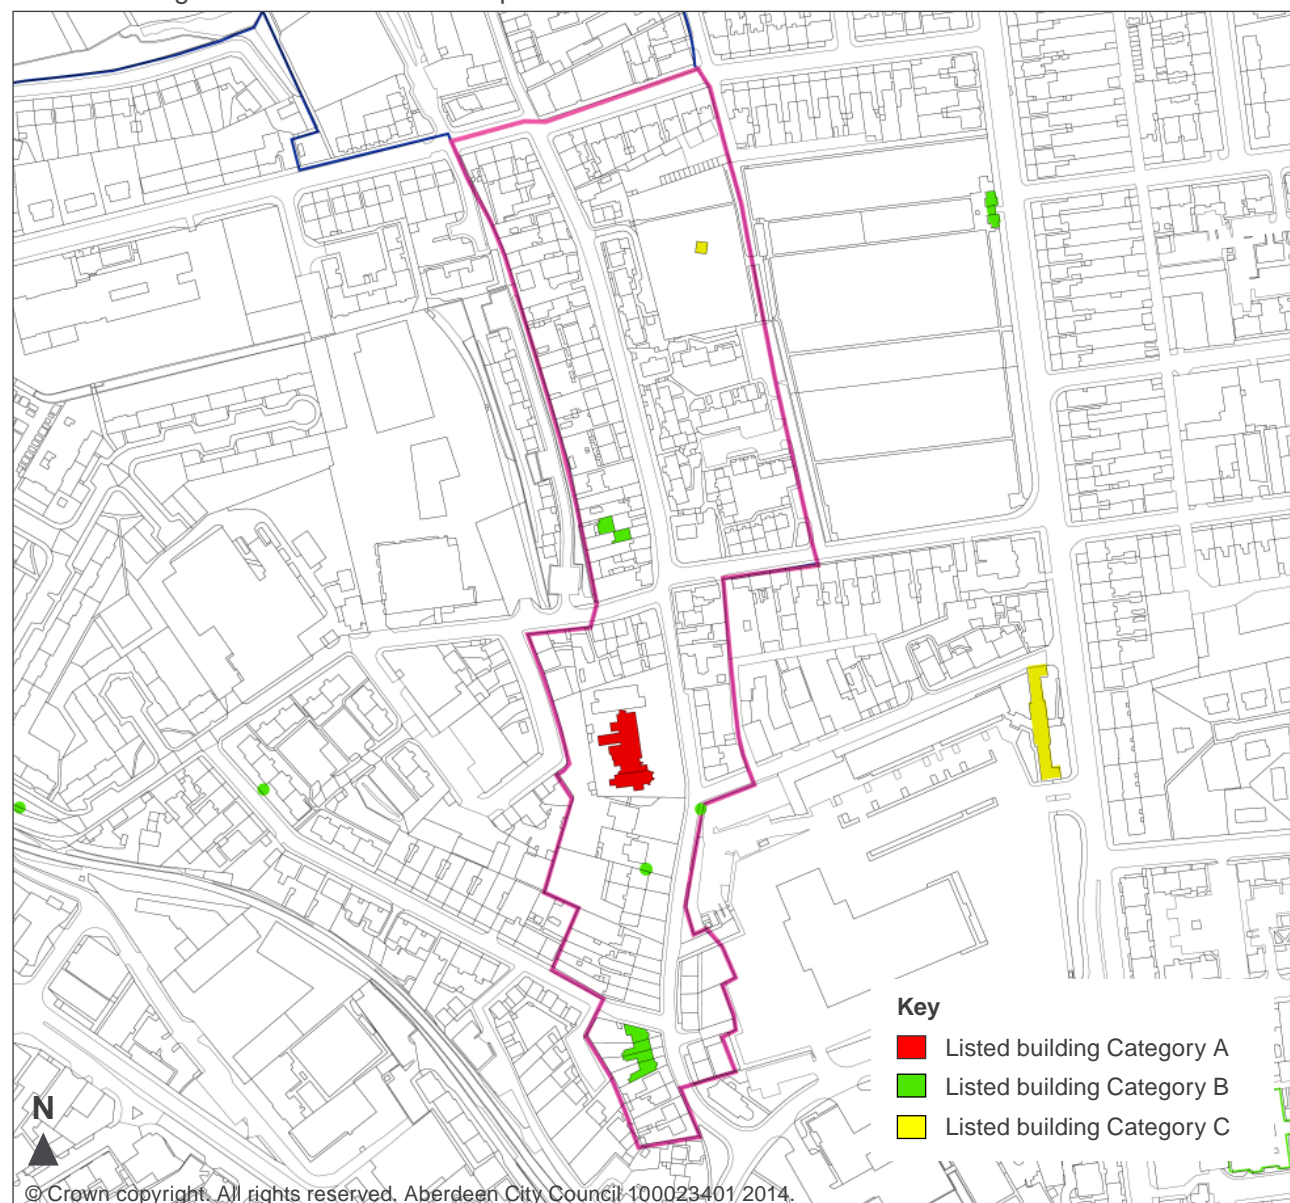 Key
Listed building Category A
Listed building Category B
Listed building Category C
N
© Crown copyright. All rights reserved. Aberdeen City Council 100023401 2014.